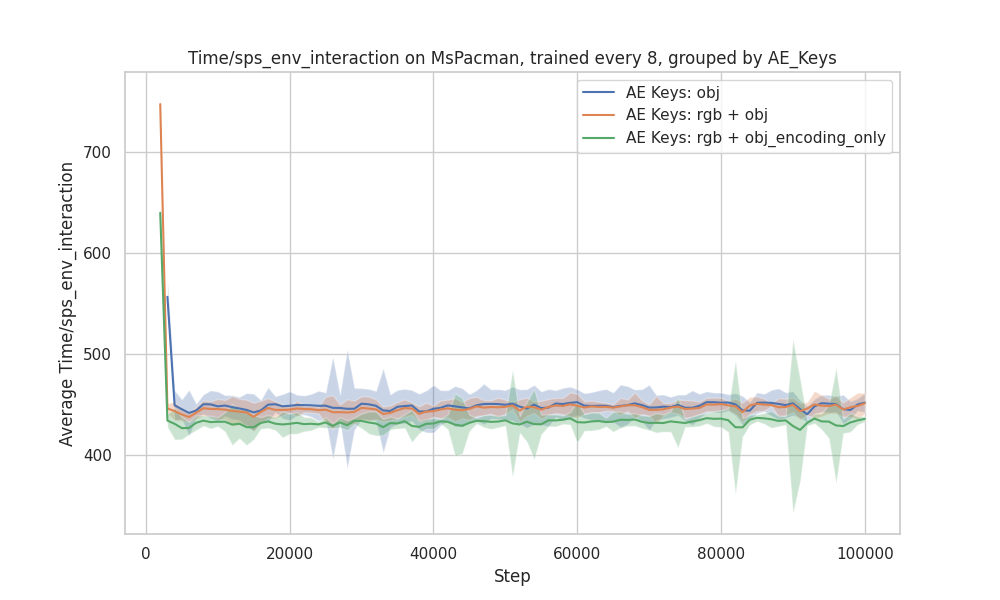 Time/sps_env_interaction on MsPacman, trained every 8, grouped by AE_Keys
AE Keys: obj
AE Keys: rgb + obj
AE Keys: rgb + obj_encoding_only
Average Time/sps_env_interaction
700
600
500
400
0
20000
40000
60000
80000
100000
Step